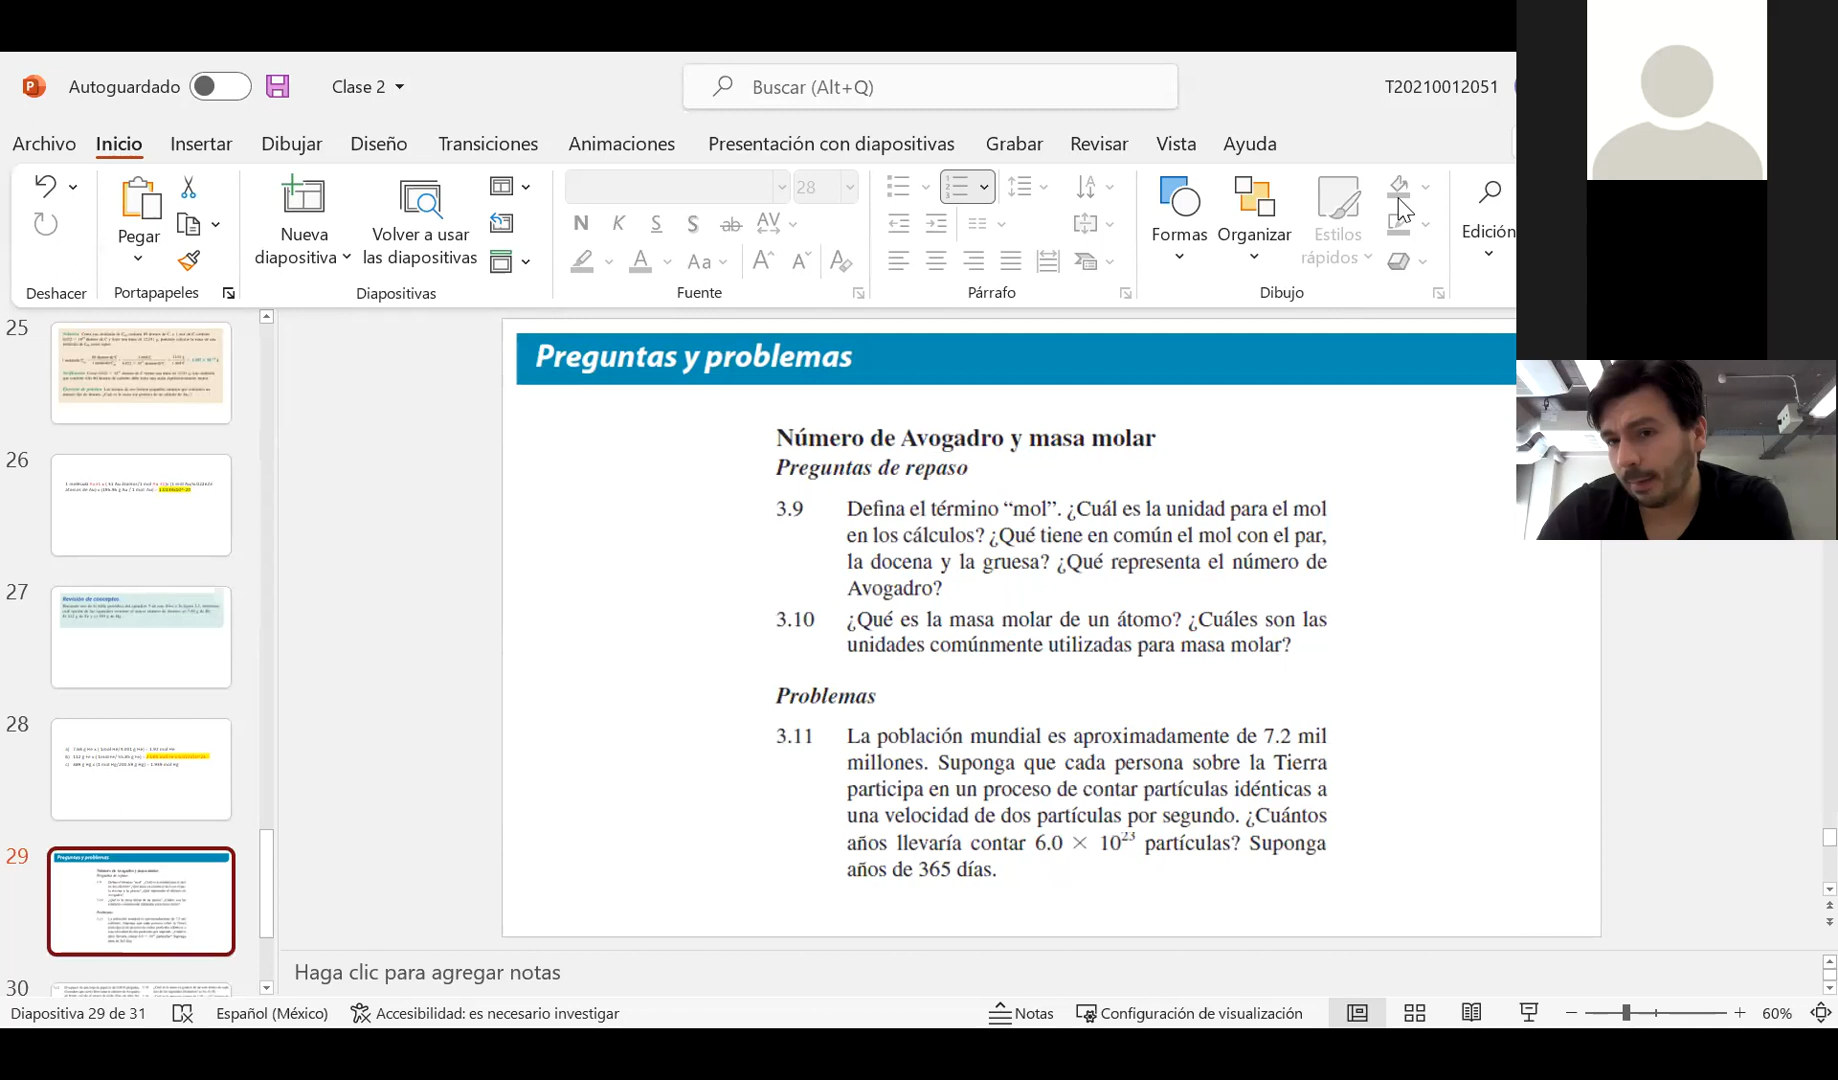 Autoguardado
Clase 2
Buscar (Alt+Q)
T20210012051
Archivo
Inicio
Insertar
Dibujar
Diseño
Transiciones
Animaciones
Presentación con diapositivas
Grabar
Revisar
Vista
Ayuda
Deshacer
Pegar
Portapapeles
Nueva
diapositiva
Volver a usar
las diapositivas
Diapositivas
28
N K S S ab AV
A Aa A A A
Fuente
Párrafo
Formas
Organizar
Estilos
rápidos
Dibujo
Edición
25
26
27
Revisión de conceptos
28
29
Preguntas y problemas
30
Preguntas y problemas
Número de Avogadro y masa molar
Preguntas de repaso
3.9 Defina el término “mol”. ¿Cuál es la unidad para el mol
en los cálculos? ¿Qué tiene en común el mol con el par,
la docena y la gruesa? ¿Qué representa el número de
Avogadro?
3.10 ¿Qué es la masa molar de un átomo? ¿Cuáles son las
unidades comúnmente utilizadas para masa molar?
Problemas
3.11 La población mundial es aproximadamente de 7.2 mil
millones. Suponga que cada persona sobre la Tierra
participa en un proceso de contar partículas idénticas a
una velocidad de dos partículas por segundo. ¿Cuántos
años llevaría contar 6.0 × 10²³ partículas? Suponga
años de 365 días.
Haga clic para agregar notas
Diapositiva 29 de 31
Español (México)
Accesibilidad: es necesario investigar
Notas
Configuración de visualización
60%